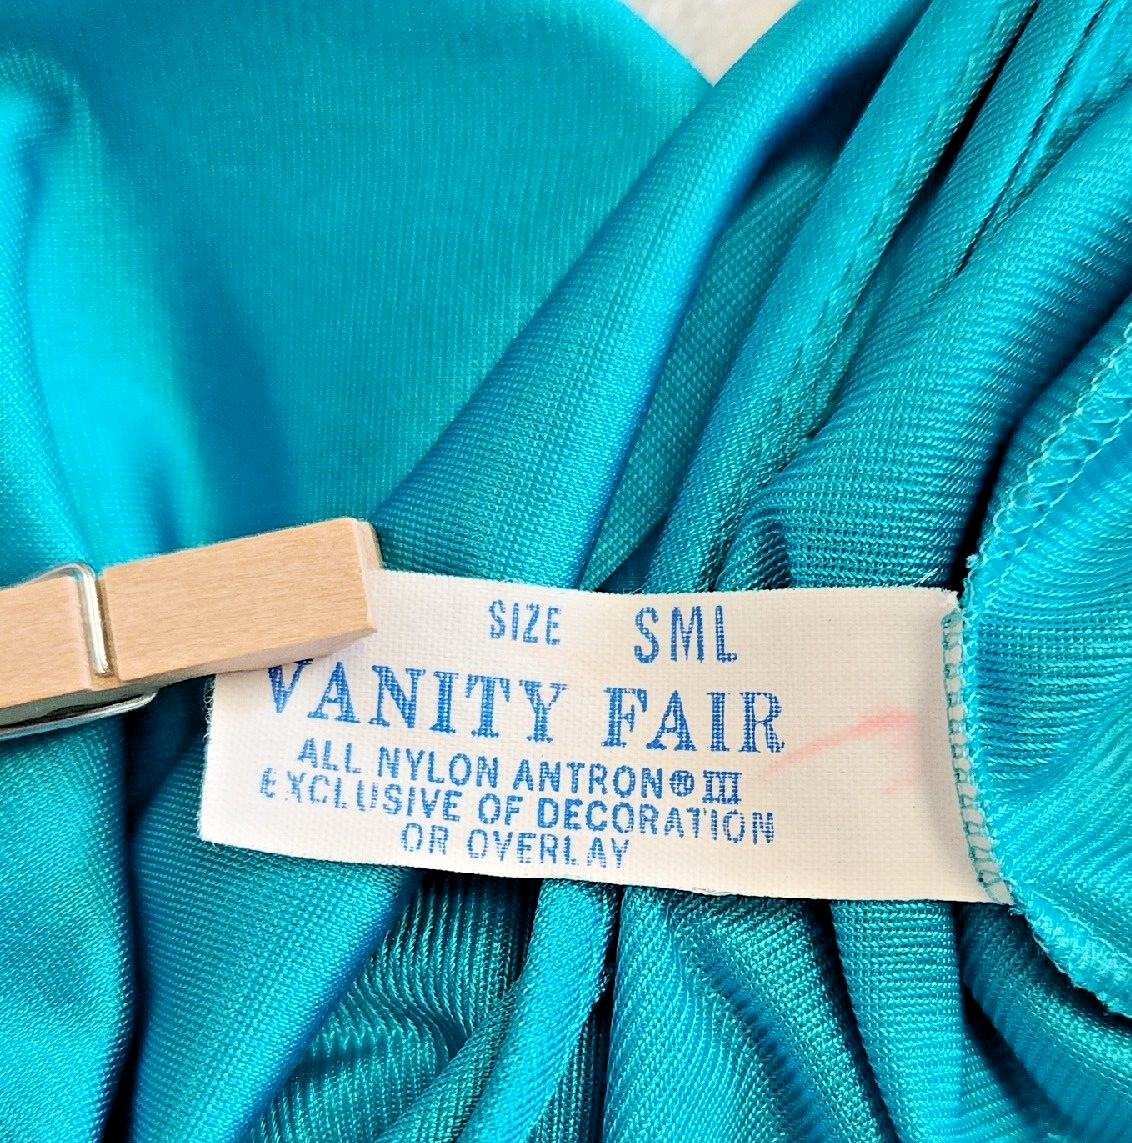 SIZE SML
VANITY FAIR
ALL NYLON ANTRON® III
EXCLUSIVE OF DECORATION
OR OVERLAY